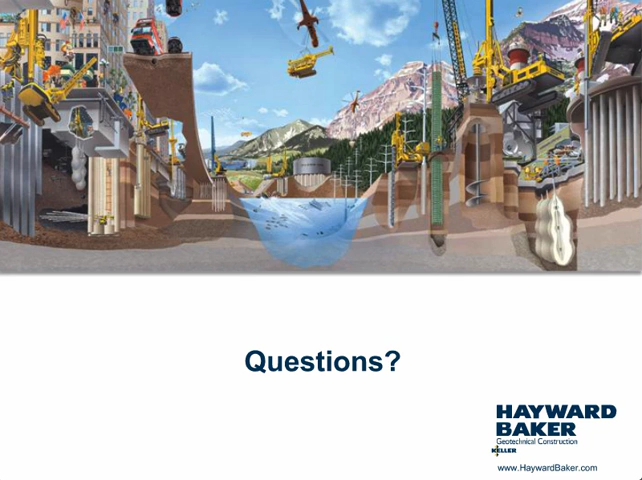 Questions?
HAYWARD
BAKER
Geotechnical Construction
KELLER
www.HaywardBaker.com